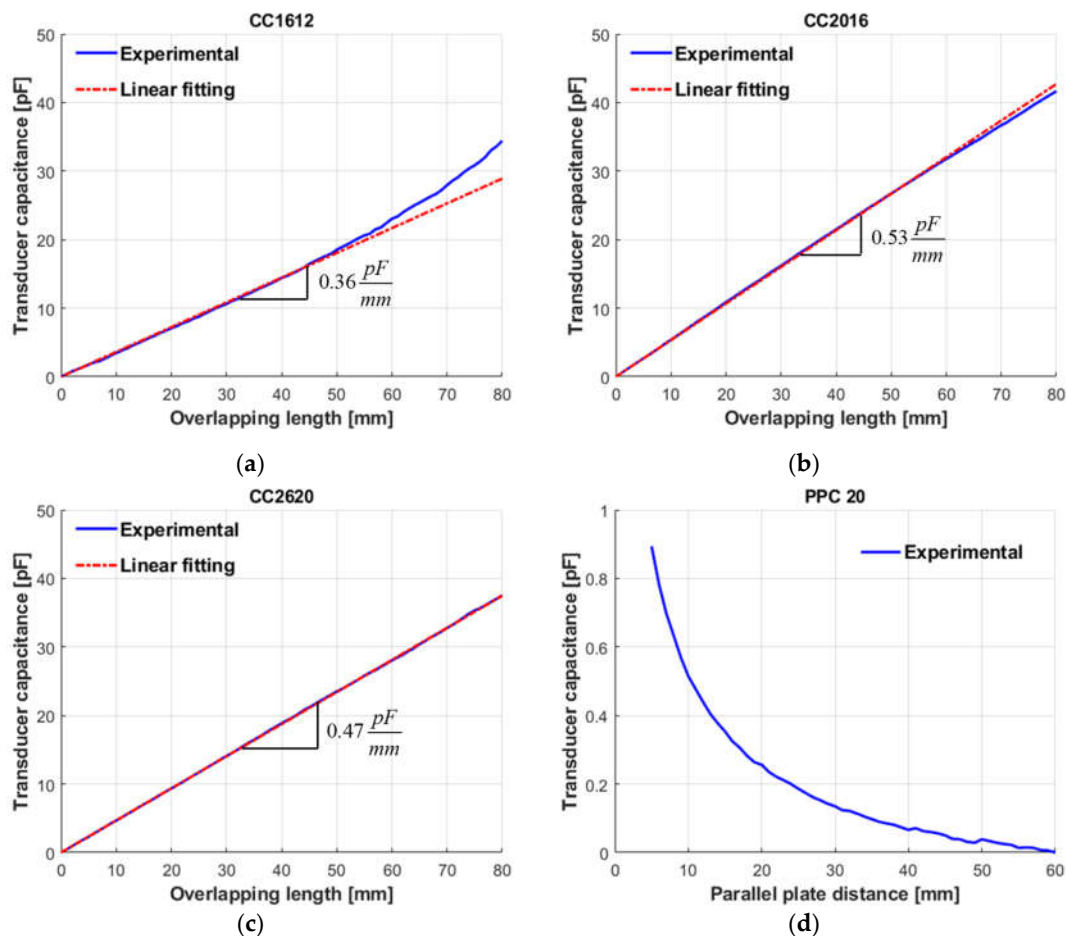 CC1612
50
40
30
20
10
0
Transducer capacitance [pF]
Experimental
Linear fitting
0.36 pF/mm
0 10 20 30 40 50 60 70 80
Overlapping length [mm]
(a)
CC2016
50
40
30
20
10
0
Transducer capacitance [pF]
Experimental
Linear fitting
0.53 pF/mm
0 10 20 30 40 50 60 70 80
Overlapping length [mm]
(b)
CC2620
50
40
30
20
10
0
Transducer capacitance [pF]
Experimental
Linear fitting
0.47 pF/mm
0 10 20 30 40 50 60 70 80
Overlapping length [mm]
(c)
PPC 20
1
0.8
0.6
0.4
0.2
0
Transducer capacitance [pF]
Experimental
0 10 20 30 40 50 60
Parallel plate distance [mm]
(d)